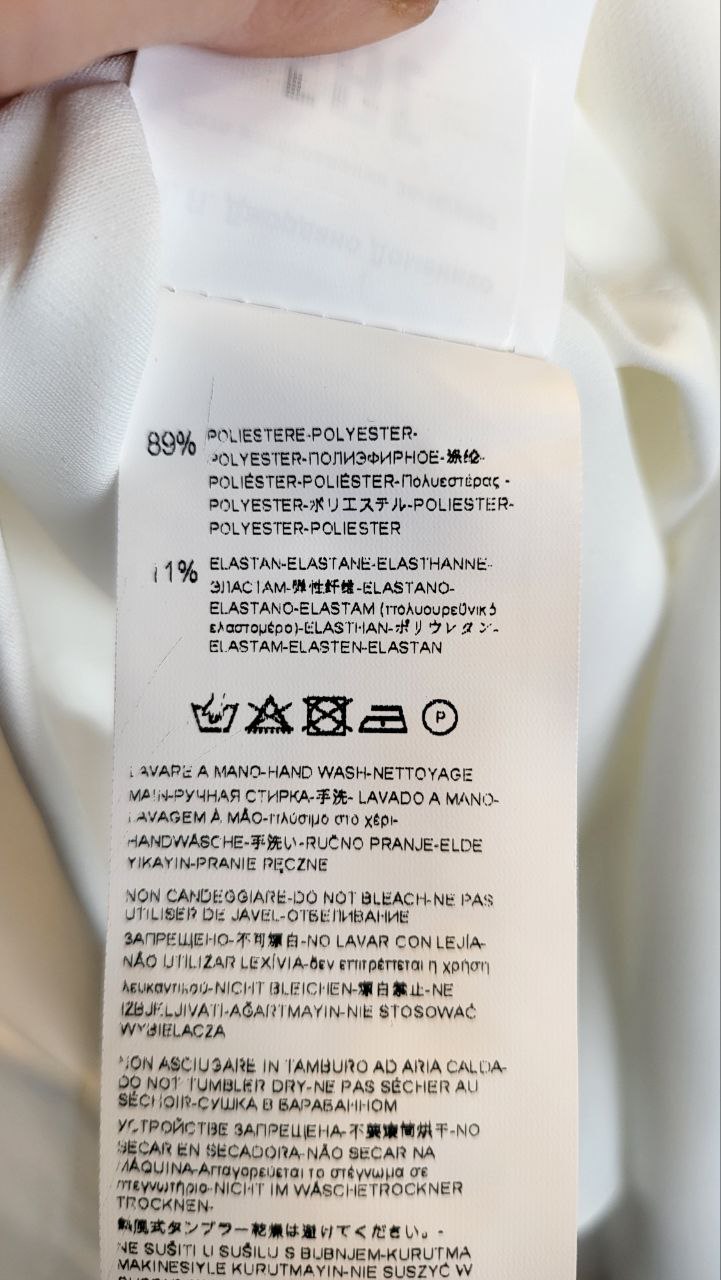 89% POLIESTERE-POLYESTER-
POLYESTER-ПОЛИЭФИРНОЕ-涤纶-
POLIÉSTER-POLIÉSTER-Πολυεστέρας -
POLYESTER-ポリエステル-POLIESTER-
POLYESTER-POLIESTER
11% ELASTAN-ELASTANE-ELASTHANNE-
ЭЛАСТАМ-弹性纤维-ELASTANO-
ELASTANO-ELASTAM (πολυουρεθνικό
ελαστομέρο)-ELASTHAN-ポリウレタン-
ELASTAM-ELASTEN-ELASTAN
P
LAVARE A MANO-HAND WASH-NETTOYAGE
MAIN-РУЧНАЯ СТИРКА-手洗- LAVADO A MANO-
LAVAGEM À MÃO-πλύσιμο στο χέρι-
HANDWÄSCHE-手洗い-RUČNO PRANJE-ELDE
YIKAYIN-PRANIE RĘCZNE
NON CANDEGGIARE-DO NOT BLEACH-NE PAS
UTILISER DE JAVEL-ОТБЕЛИВАНИЕ
ЗАПРЕЩЕНО-不可漂白-NO LAVAR CON LEJÍA-
NÃO UTILIZAR LEXÍVIA-δεν επιτρέπεται η χρήση
λευκαντικού-NICHT BLEICHEN-漂白禁止-NE
IZBJELJIVATI-AĞARTMAYIN-NIE STOSOWAĆ
WYBIELACZA
NON ASCIUGARE IN TAMBURO AD ARIA CALDA-
DO NOT TUMBLER DRY-NE PAS SÉCHER AU
SÉCHOIR-СУШКА В БАРАБАННОМ
УСТРОЙСТВЕ ЗАПРЕЩЕНА-不要滚筒烘干-NO
SECAR EN SECADORA-NÃO SECAR NA
MÁQUINA-Απαγορεύεται το στέγνωμα σε
στεγνωτήριο-NICHT IM WÄSCHETROCKNER
TROCKNEN-
熱風式タンブラー乾燥は避けてください。-
NE SUŠITI U SUŠILU S BUBNJEM-KURUTMA
MAKINESIYLE KURUTMAYIN-NIE SUSZYĆ W